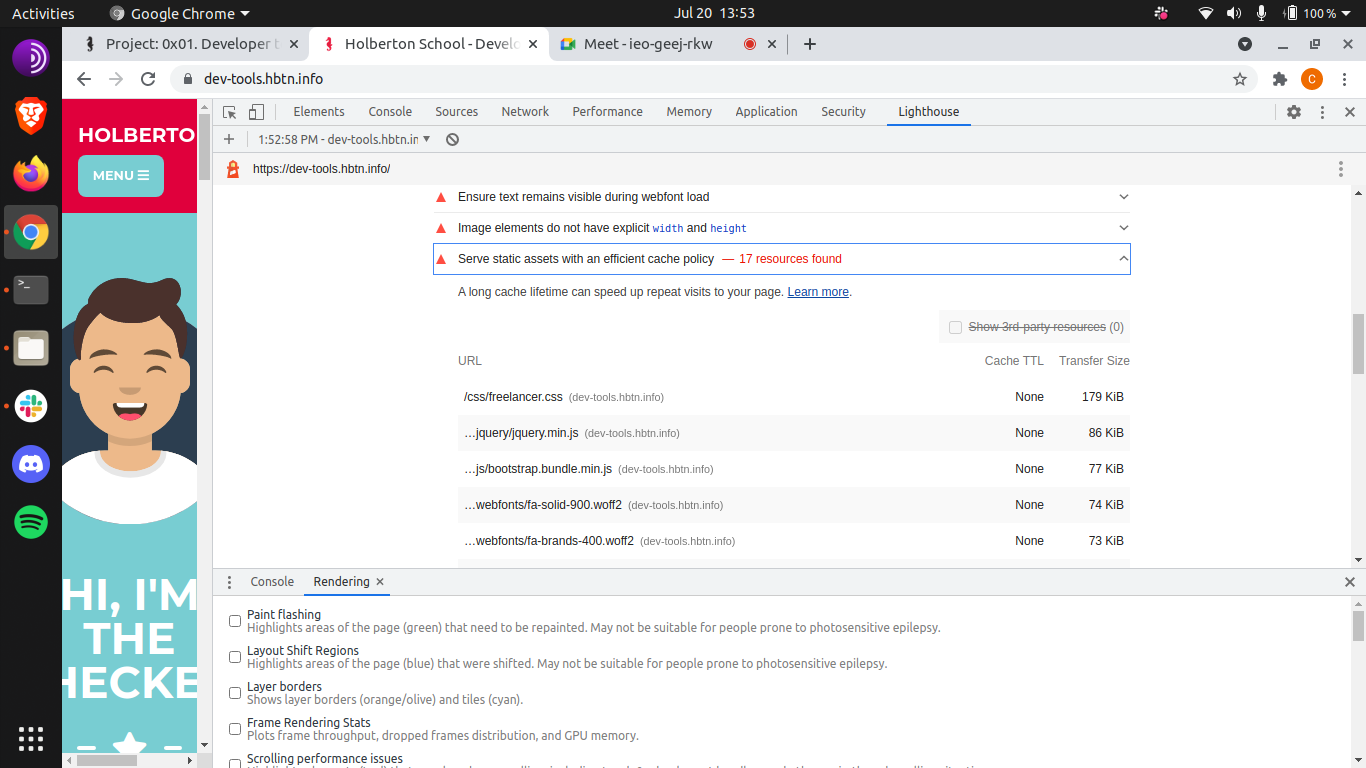 Activities
Google Chrome
Jul 20 13:53
100 %
Project: 0x01. Developer t
Holberton School - Develo
Meet - ieo-geej-rkw
dev-tools.hbtn.info
C
HOLBERTO
MENU
HI, I'M
THE
HECKE
Elements
Console
Sources
Network
Performance
Memory
Application
Security
Lighthouse
1:52:58 PM - dev-tools.hbtn.in
https://dev-tools.hbtn.info/
Ensure text remains visible during webfont load
Image elements do not have explicit width and height
Serve static assets with an efficient cache policy — 17 resources found
A long cache lifetime can speed up repeat visits to your page. Learn more.
Show 3rd-party resources (0)
URL Cache TTL Transfer Size
/css/freelancer.css (dev-tools.hbtn.info) None 179 KiB
…jquery/jquery.min.js (dev-tools.hbtn.info) None 86 KiB
…js/bootstrap.bundle.min.js (dev-tools.hbtn.info) None 77 KiB
…webfonts/fa-solid-900.woff2 (dev-tools.hbtn.info) None 74 KiB
…webfonts/fa-brands-400.woff2 (dev-tools.hbtn.info) None 73 KiB
Console
Rendering
Paint flashing
Highlights areas of the page (green) that need to be repainted. May not be suitable for people prone to photosensitive epilepsy.
Layout Shift Regions
Highlights areas of the page (blue) that were shifted. May not be suitable for people prone to photosensitive epilepsy.
Layer borders
Shows layer borders (orange/olive) and tiles (cyan).
Frame Rendering Stats
Plots frame throughput, dropped frames distribution, and GPU memory.
Scrolling performance issues